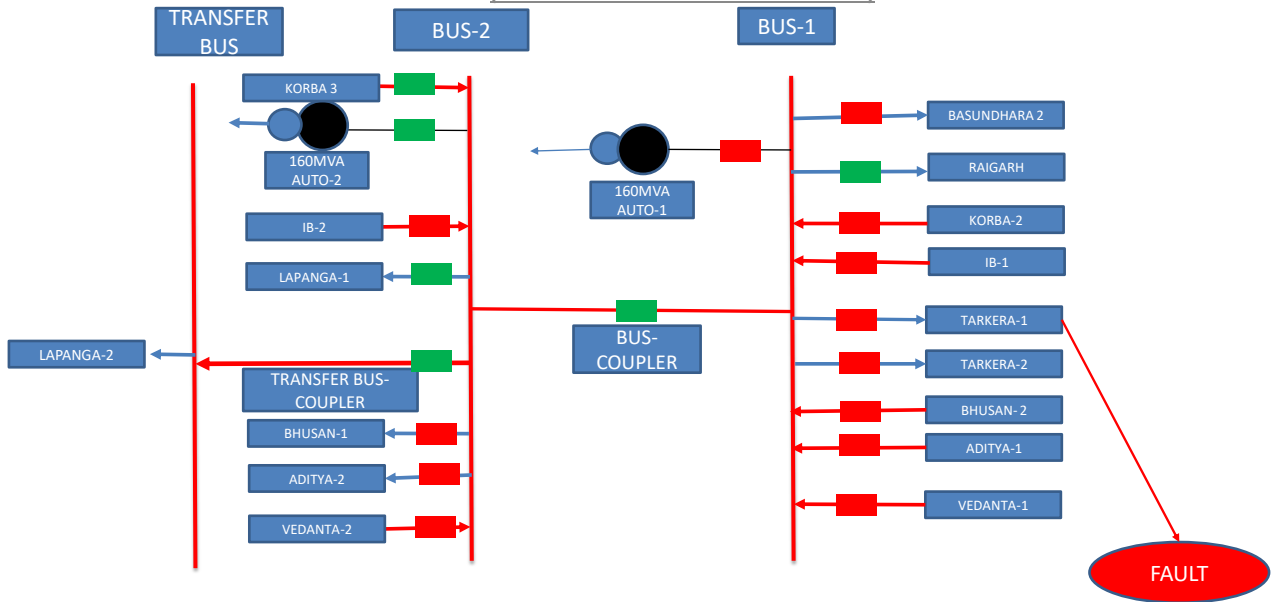 TRANSFER
BUS
BUS-2
BUS-1
KORBA 3
160MVA
AUTO-2
IB-2
LAPANGA-1
LAPANGA-2
TRANSFER BUS-
COUPLER
BHUSAN-1
ADITYA-2
VEDANTA-2
160MVA
AUTO-1
BUS-
COUPLER
BASUNDHARA 2
RAIGARH
KORBA-2
IB-1
TARKERA-1
TARKERA-2
BHUSAN- 2
ADITYA-1
VEDANTA-1
FAULT